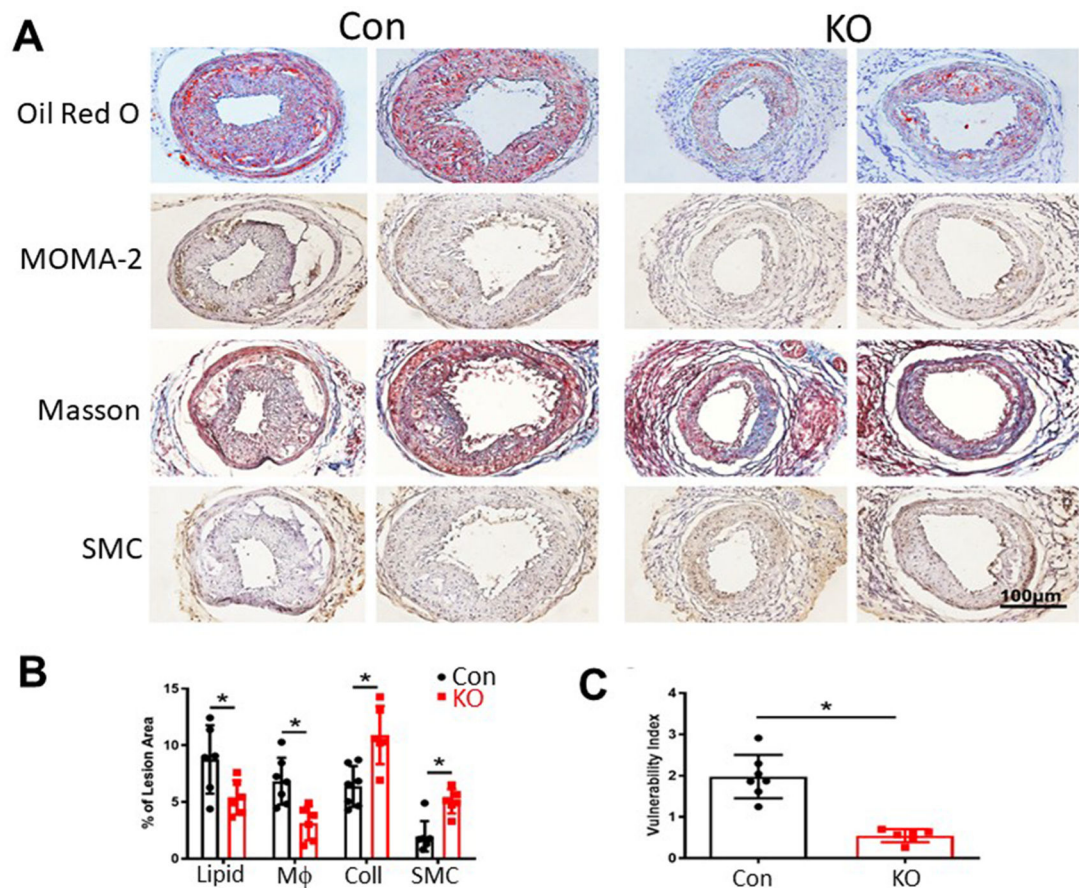 A
Con
KO
Oil Red O
MOMA-2
Masson
SMC
100μm
B
15
10
5
0
% of Lesion Area
*
*
*
*
Con
KO
Lipid
Mϕ
Coll
SMC
C
4
3
2
1
0
Vulnerability Index
*
Con
KO